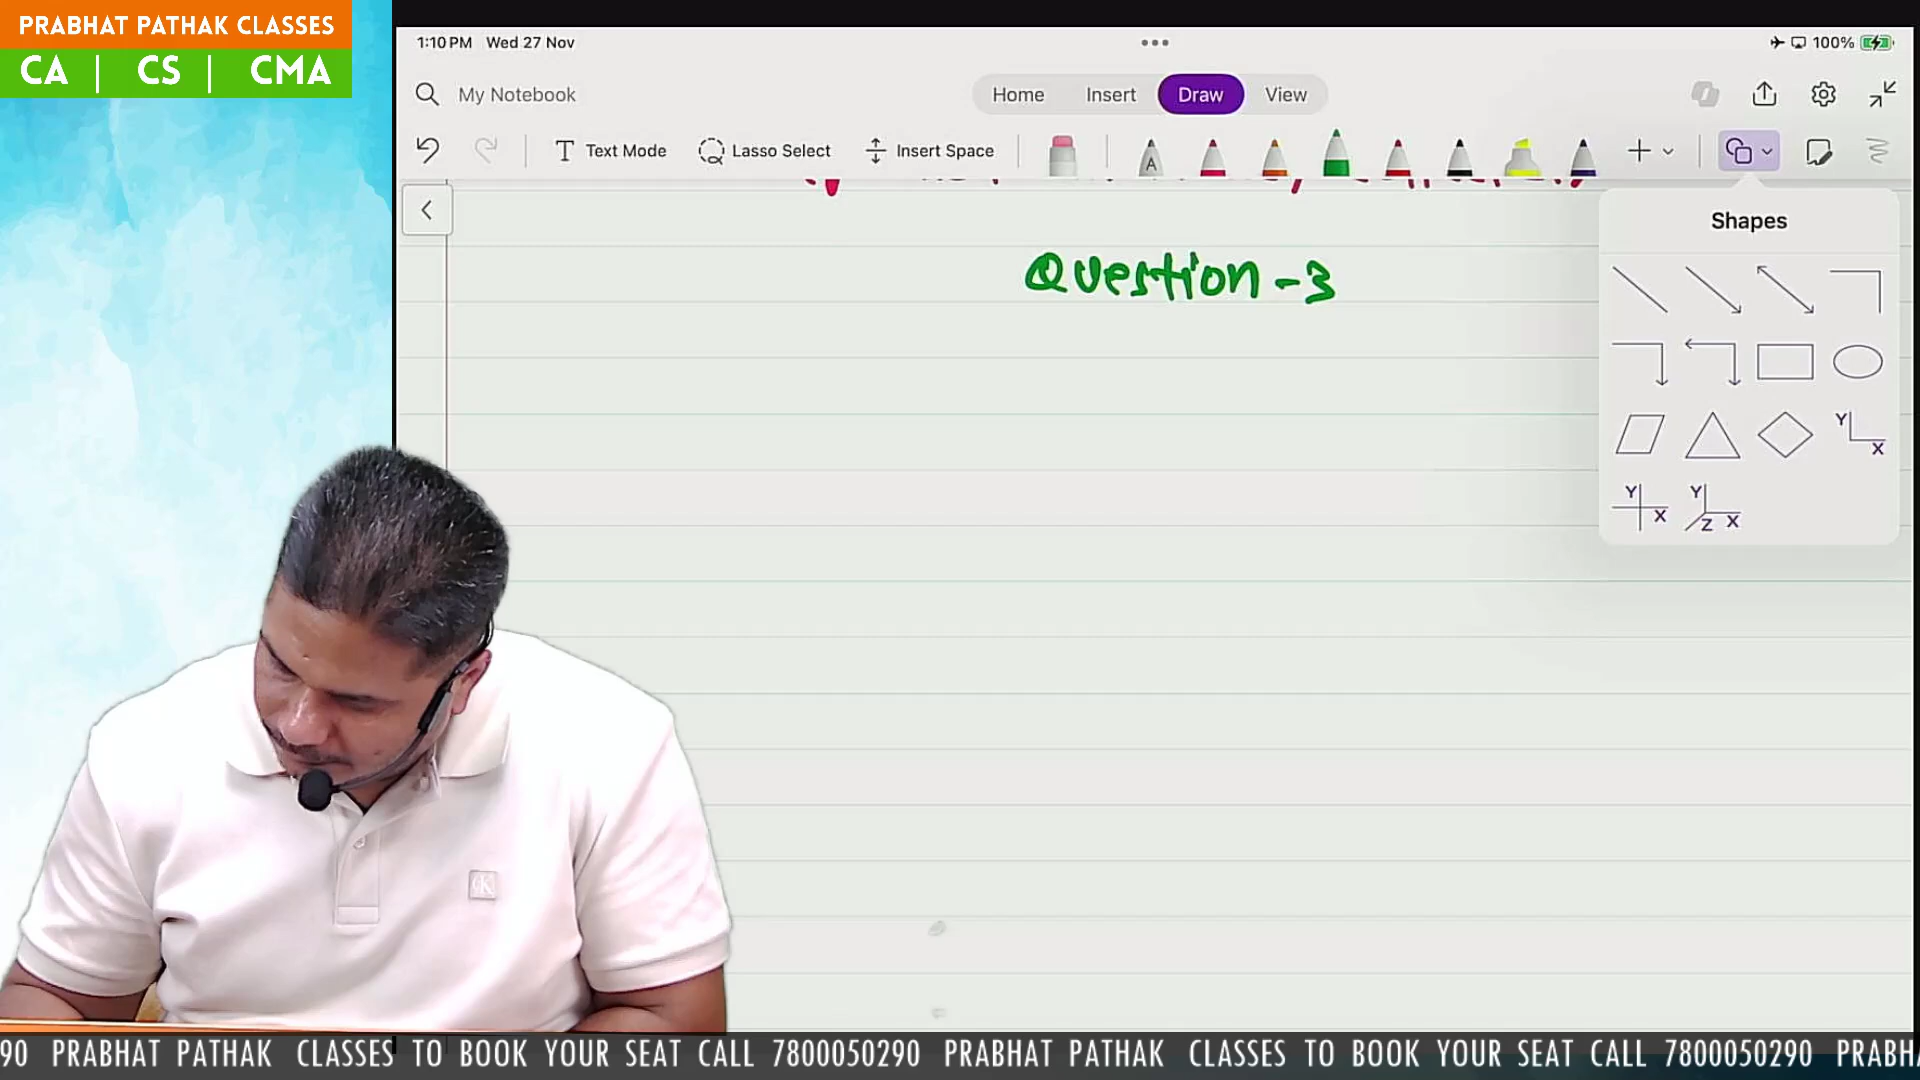 PRABHAT PATHAK CLASSES
CA | CS | CMA
1:10 PM Wed 27 Nov
100%
My Notebook
Home Insert Draw View
Text Mode Lasso Select Insert Space
A
Shapes
Question - 3
Y X
Y X Y Z X
CK
90 PRABHAT PATHAK CLASSES TO BOOK YOUR SEAT CALL 7800050290 PRABHAT PATHAK CLASSES TO BOOK YOUR SEAT CALL 7800050290 PRABHA